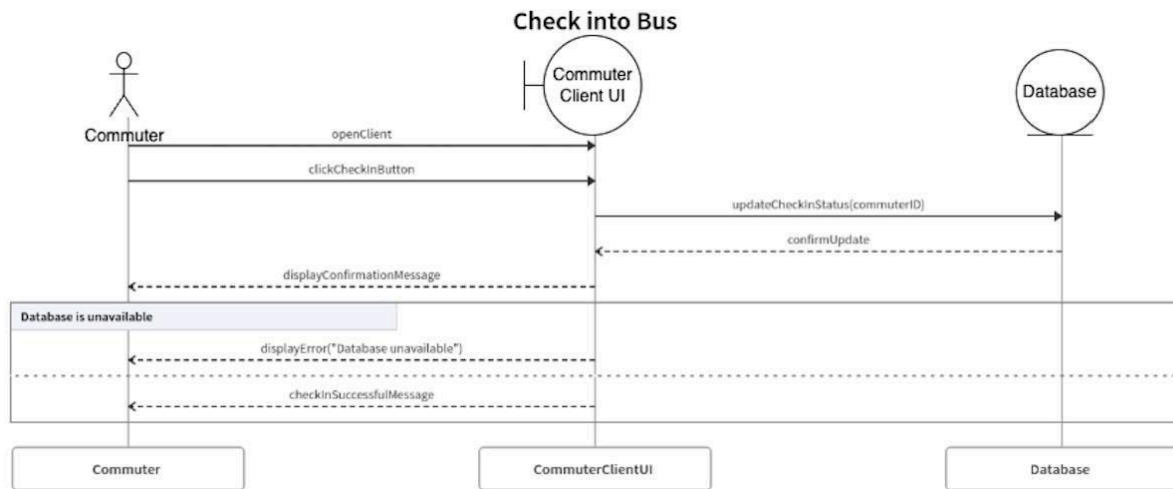 Check into Bus
Commuter
Commuter
Client UI
Database
openClient
clickCheckInButton
updateCheckInStatus(commuterID)
confirmUpdate
displayConfirmationMessage
Database is unavailable
displayError("Database unavailable")
checkInSuccessfulMessage
Commuter
CommuterClientUI
Database